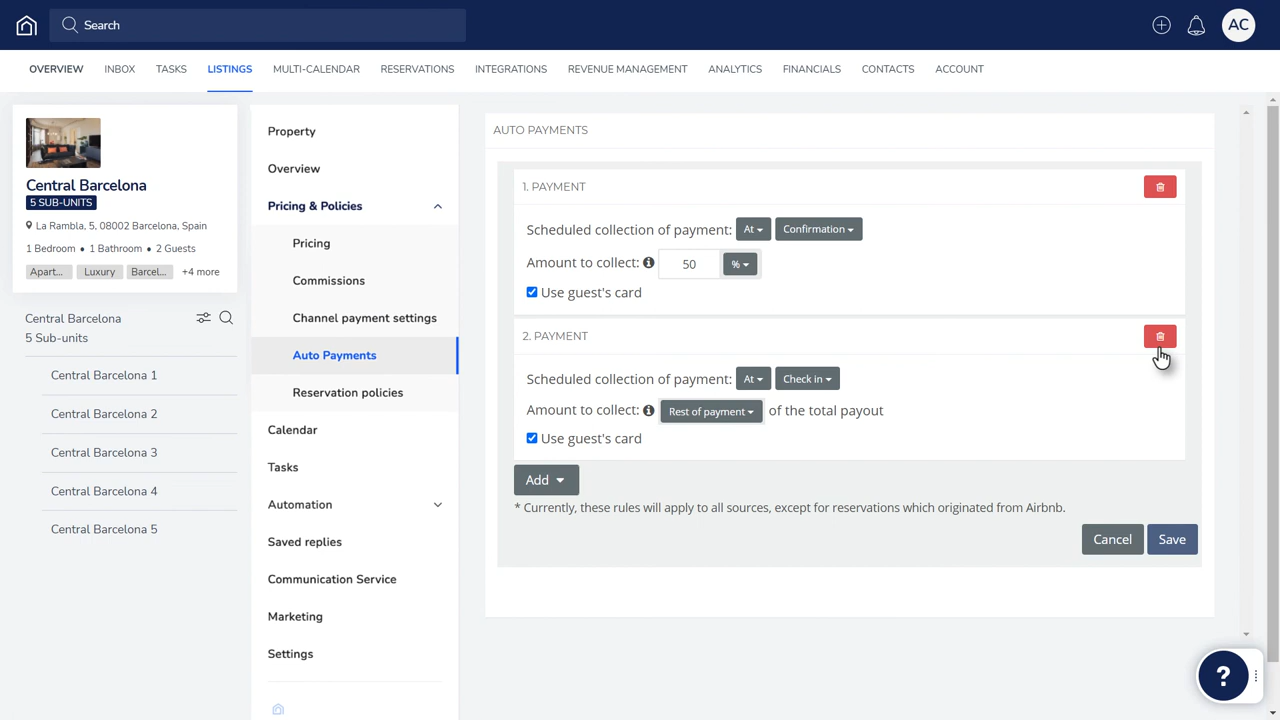 Search
AC
OVERVIEW INBOX TASKS LISTINGS MULTI-CALENDAR RESERVATIONS INTEGRATIONS REVENUE MANAGEMENT ANALYTICS FINANCIALS CONTACTS ACCOUNT
Central Barcelona
5 SUB-UNITS
La Rambla, 5, 08002 Barcelona, Spain
1 Bedroom • 1 Bathroom • 2 Guests
Apart... Luxury Barcel... +4 more
Central Barcelona
5 Sub-units
Central Barcelona 1
Central Barcelona 2
Central Barcelona 3
Central Barcelona 4
Central Barcelona 5
Property
Overview
Pricing & Policies
Pricing
Commissions
Channel payment settings
Auto Payments
Reservation policies
Calendar
Tasks
Automation
Saved replies
Communication Service
Marketing
Settings
AUTO PAYMENTS
1. PAYMENT
Scheduled collection of payment: At Confirmation
Amount to collect: 50 %
Use guest's card
2. PAYMENT
Scheduled collection of payment: At Check in
Amount to collect: Rest of payment of the total payout
Use guest's card
Add
* Currently, these rules will apply to all sources, except for reservations which originated from Airbnb.
Cancel Save
?